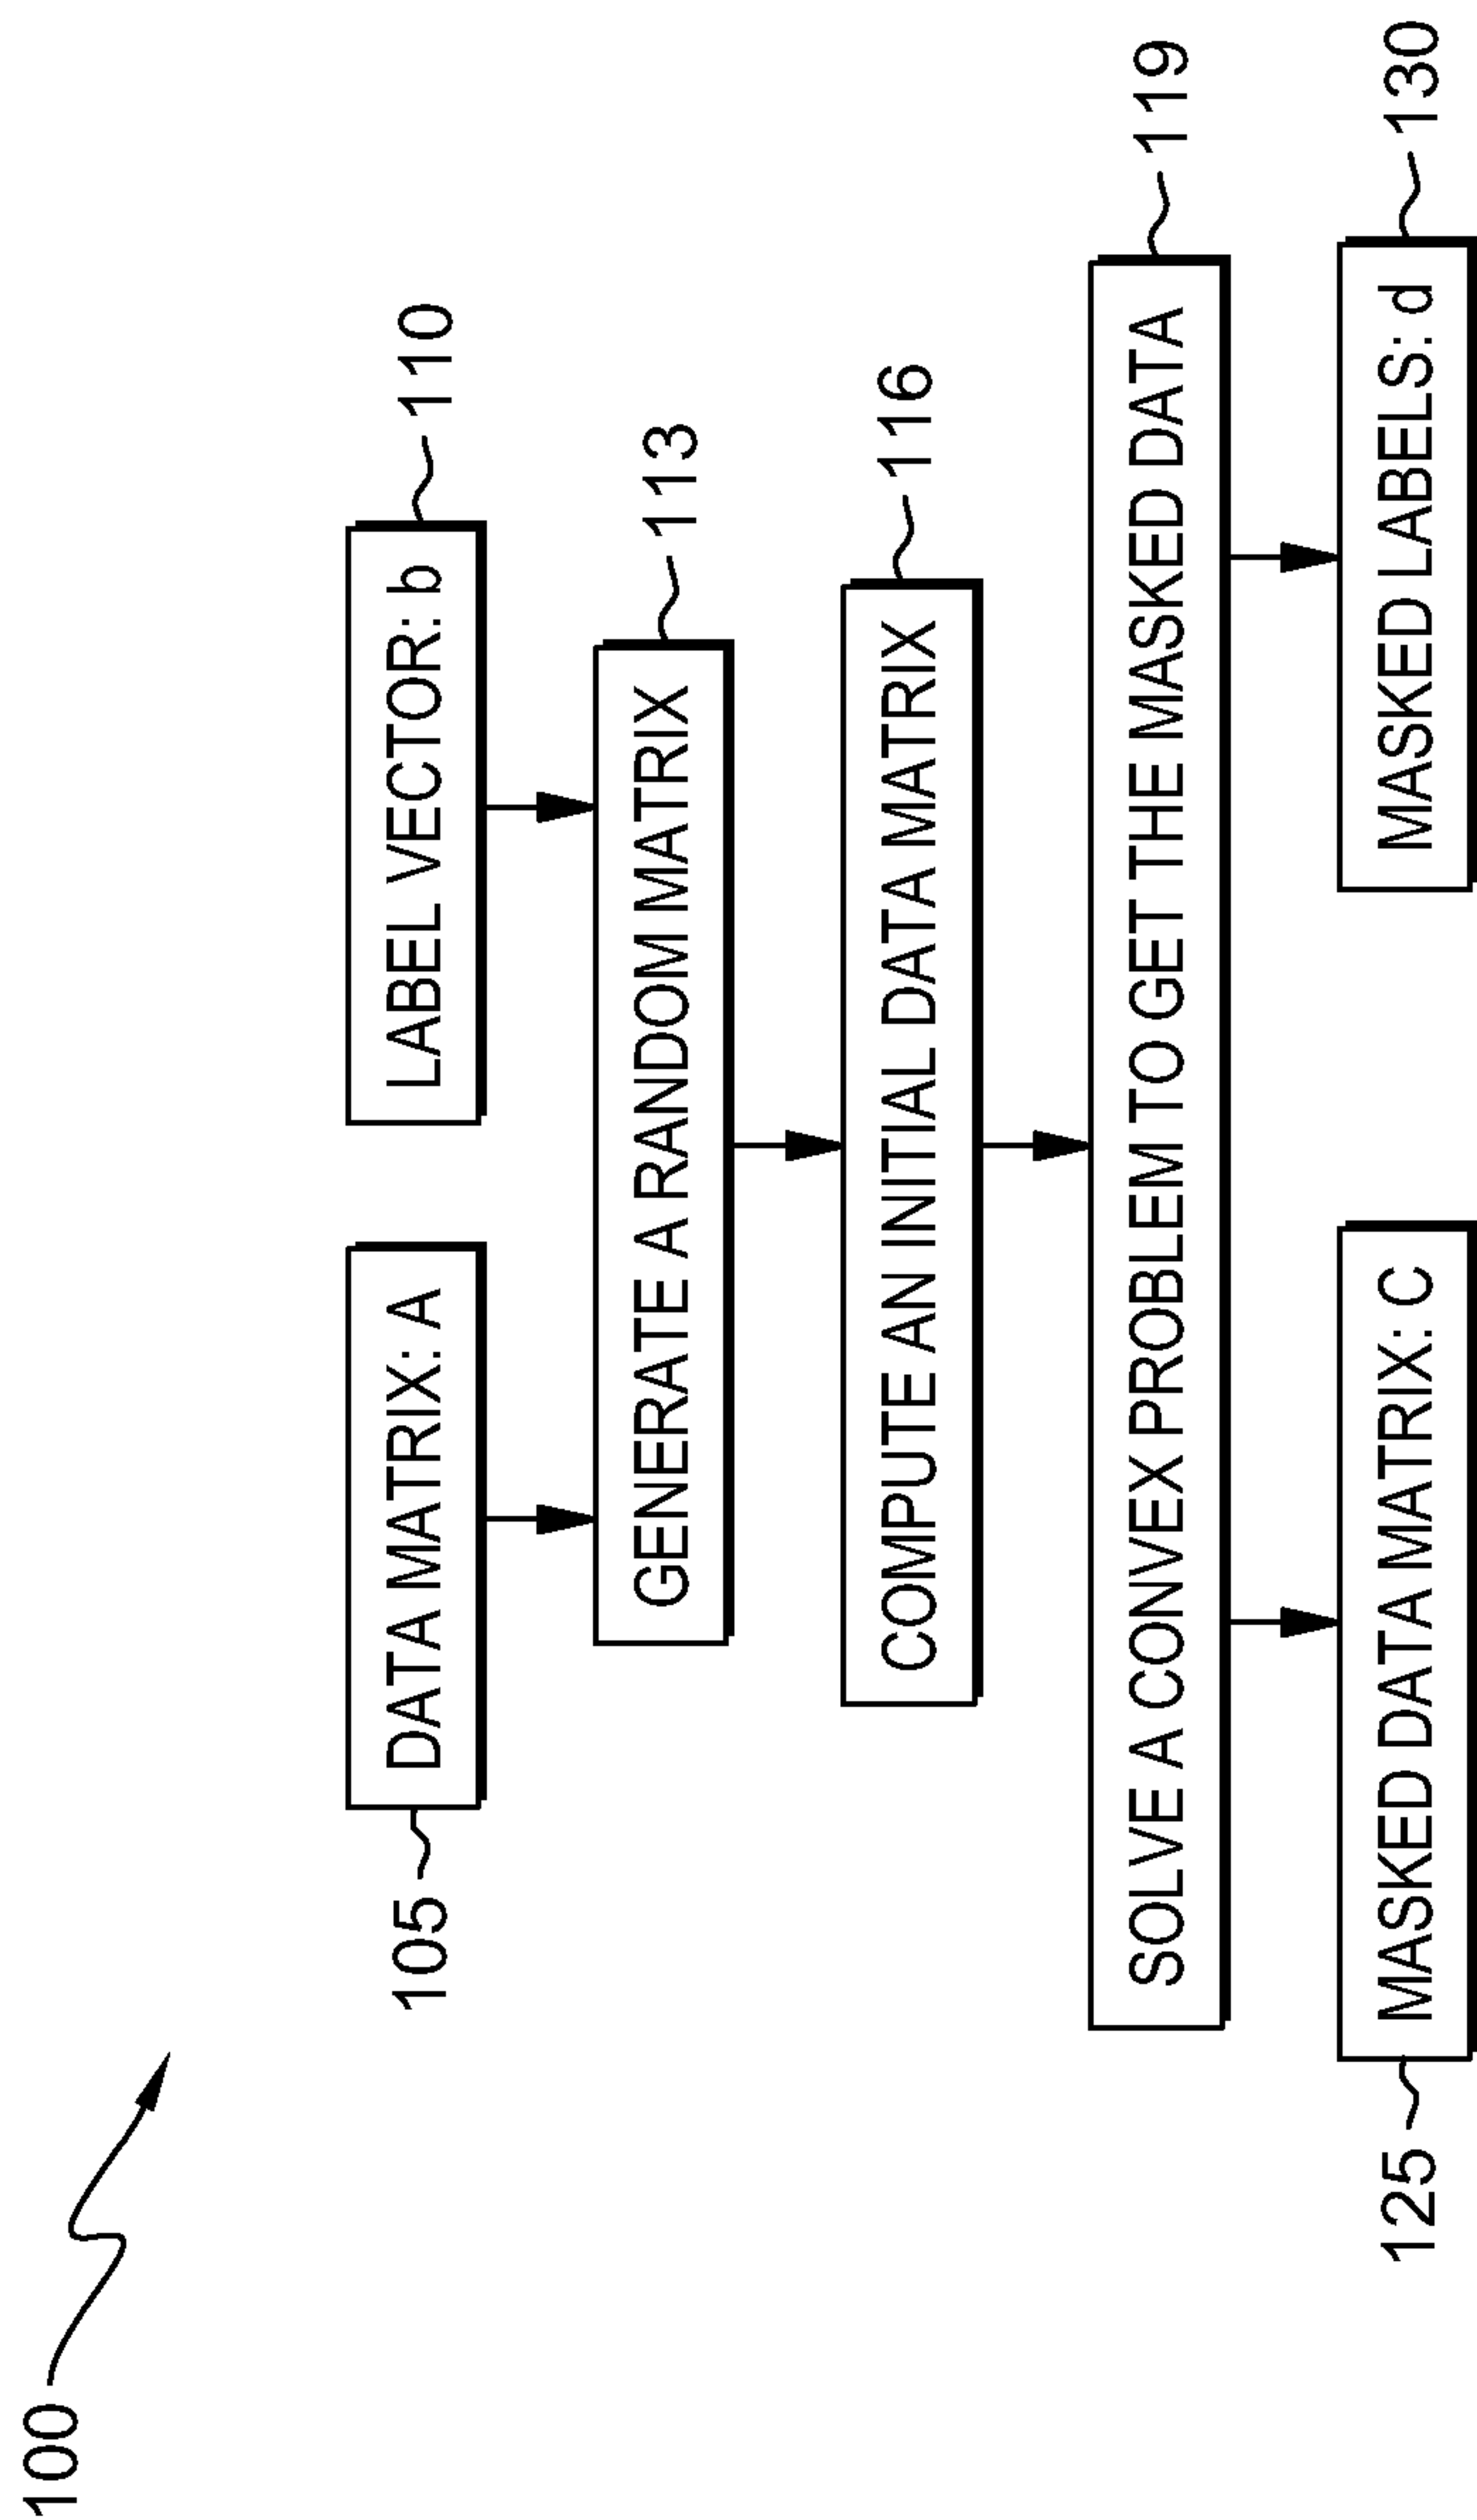 100
105
DATA MATRIX: A
LABEL VECTOR: b
110
GENERATE A RANDOM MATRIX
113
COMPUTE AN INITIAL DATA MATRIX
116
SOLVE A CONVEX PROBLEM TO GET THE MASKED DATA
119
125
MASKED DATA MATRIX: C
MASKED LABELS: d
130